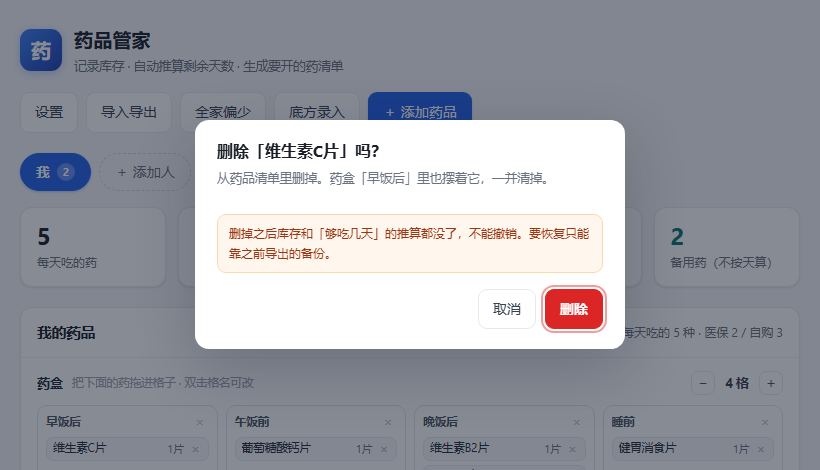 药
药品管家
记录库存 · 自动推算剩余天数 · 生成要开的药清单
设置
导入导出
全家偏少
底方录入
+ 添加药品
我 2
+ 添加人
删除「维生素C片」吗?
从药品清单里删掉。药盒「早饭后」里也摆着它，一并清掉。
删掉之后库存和「够吃几天」的推算都没了，不能撤销。要恢复只能
靠之前导出的备份。
取消
删除
5
每天吃的药
2
备用药（不按天算）
我的药品
每天吃的 5 种 · 医保 2 / 自购 3
药盒 把下面的药拖进格子 · 双击格名可改
− 4 格 +
早饭后 ×
维生素C片 1片 ×
午饭前 ×
葡萄糖酸钙片 1片 ×
晚饭后 ×
维生素B2片 1片 ×
睡前 ×
健胃消食片 1片 ×